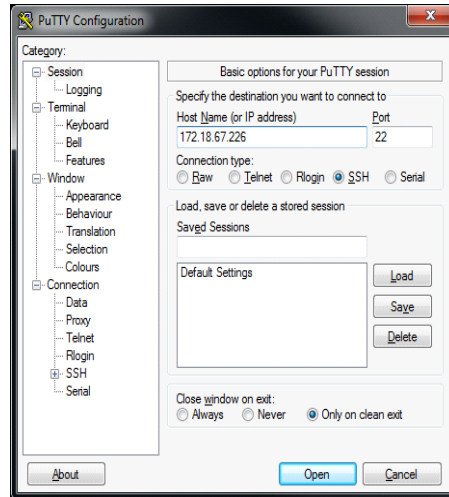 PuTTY Configuration
Category:
Session
Logging
Terminal
Keyboard
Bell
Features
Window
Appearance
Behaviour
Translation
Selection
Colours
Connection
Data
Proxy
Telnet
Rlogin
SSH
Serial
Basic options for your PuTTY session
Specify the destination you want to connect to
Host Name (or IP address) Port
172.18.67.226 22
Connection type:
Raw Telnet Rlogin SSH Serial
Load, save or delete a stored session
Saved Sessions
Default Settings
Load
Save
Delete
Close window on exit:
Always Never Only on clean exit
About Open Cancel